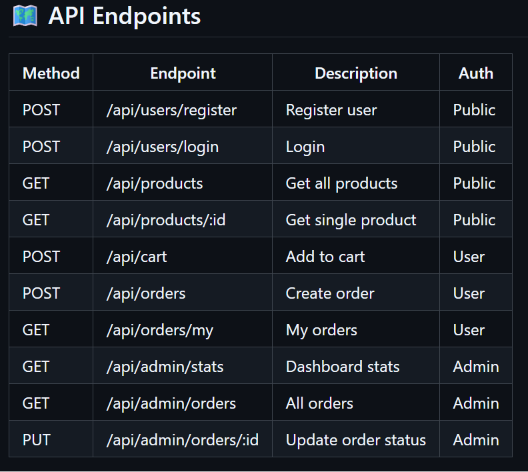 🗺️ API Endpoints
Method Endpoint Description Auth
POST /api/users/register Register user Public
POST /api/users/login Login Public
GET /api/products Get all products Public
GET /api/products/:id Get single product Public
POST /api/cart Add to cart User
POST /api/orders Create order User
GET /api/orders/my My orders User
GET /api/admin/stats Dashboard stats Admin
GET /api/admin/orders All orders Admin
PUT /api/admin/orders/:id Update order status Admin